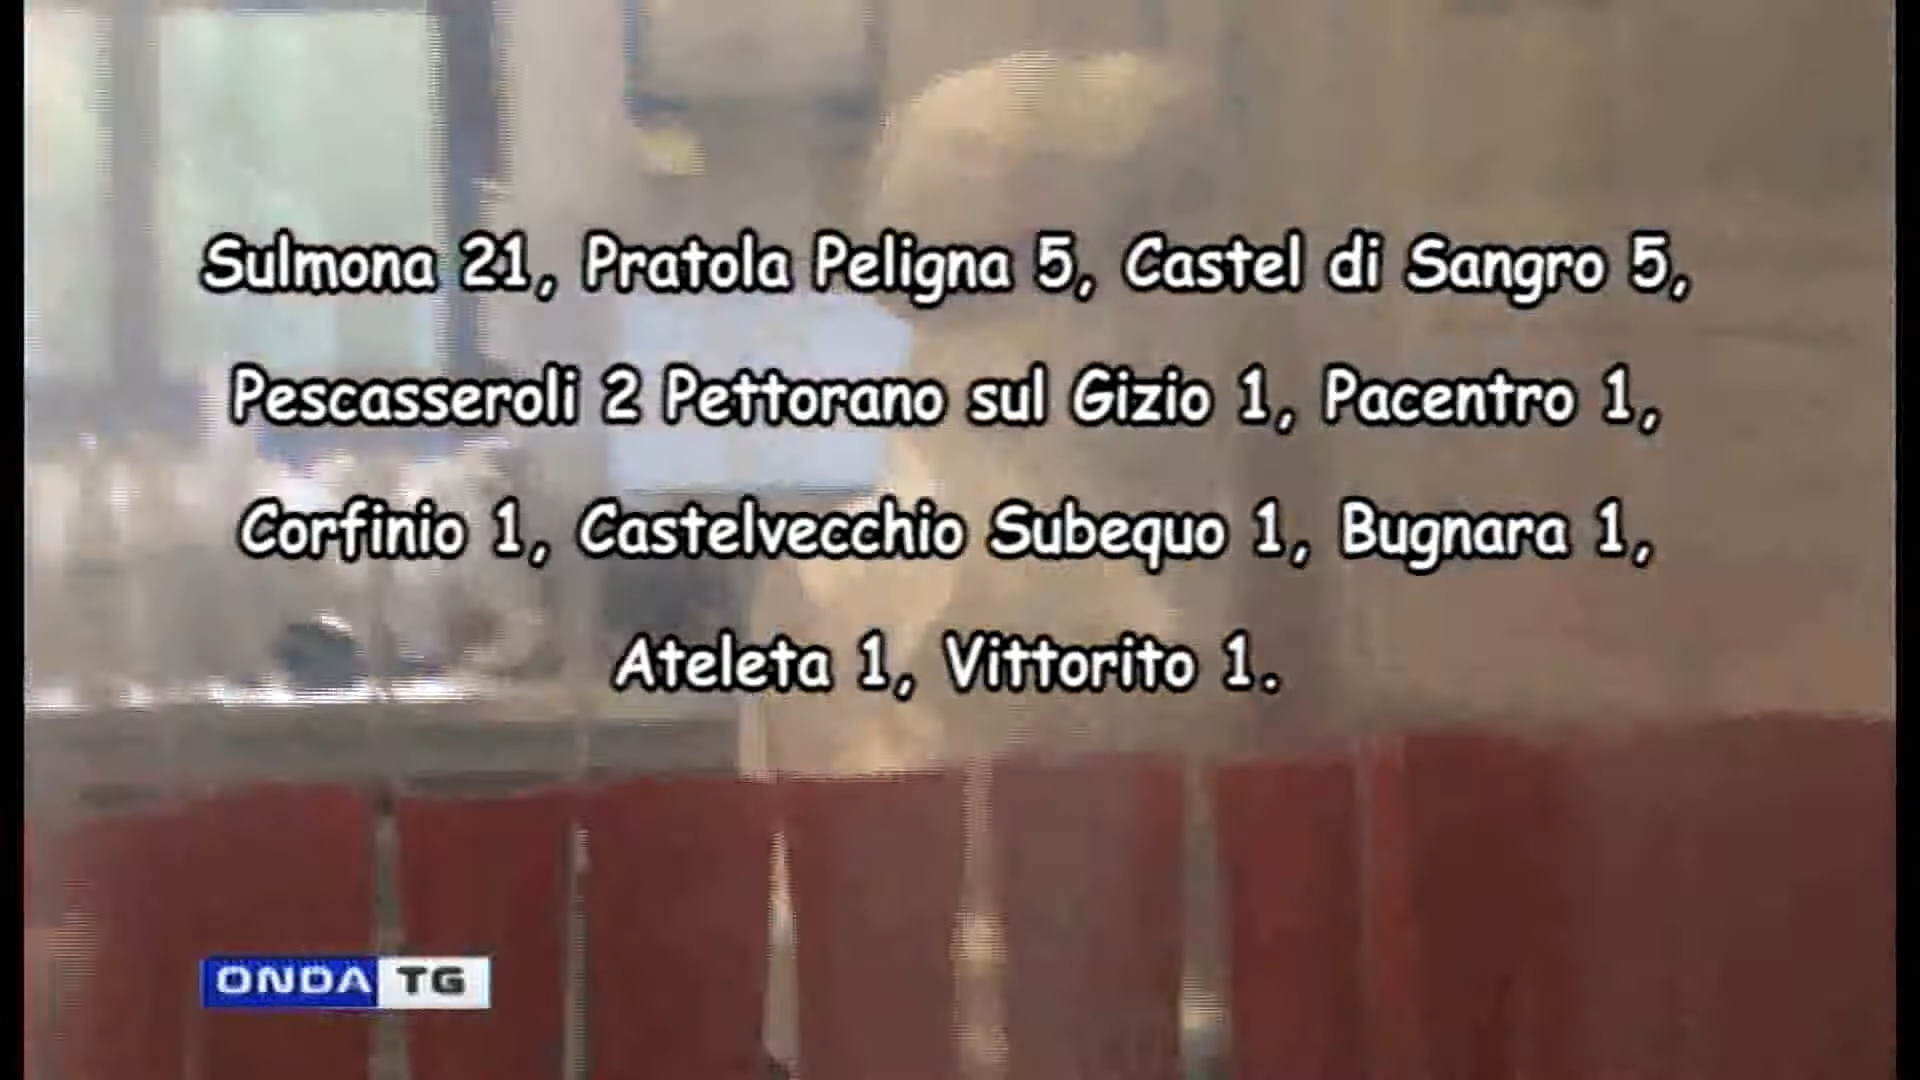 Sulmona 21, Pratola Peligna 5, Castel di Sangro 5,
Pescasseroli 2 Pettorano sul Gizio 1, Pacentro 1,
Corfinio 1, Castelvecchio Subequo 1, Bugnara 1,
Ateleta 1, Vittorito 1.
ONDA TG